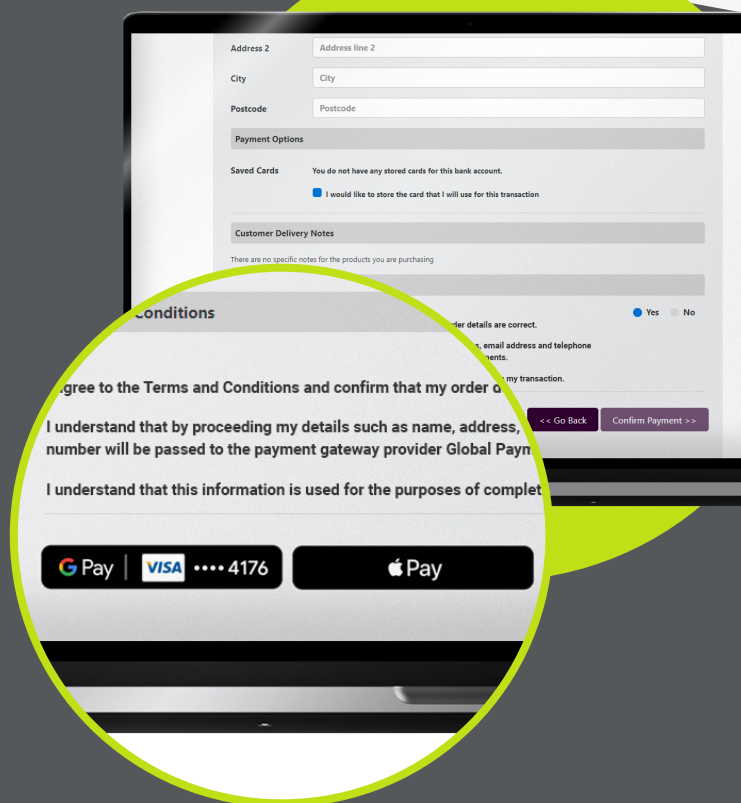 Address 2
Address line 2
City
City
Postcode
Postcode
Payment Options
Saved Cards
You do not have any stored cards for this bank account.
I would like to store the card that I will use for this transaction
Customer Delivery Notes
There are no specific notes for the products you are purchasing
Yes
No
details are correct.
email address and telephone
my transaction.
<< Go Back
Confirm Payment >>
Conditions
agree to the Terms and Conditions and confirm that my order
I understand that by proceeding my details such as name, address,
number will be passed to the payment gateway provider Global
I understand that this information is used for the purposes of
G Pay
VISA
•••• 4176
Pay